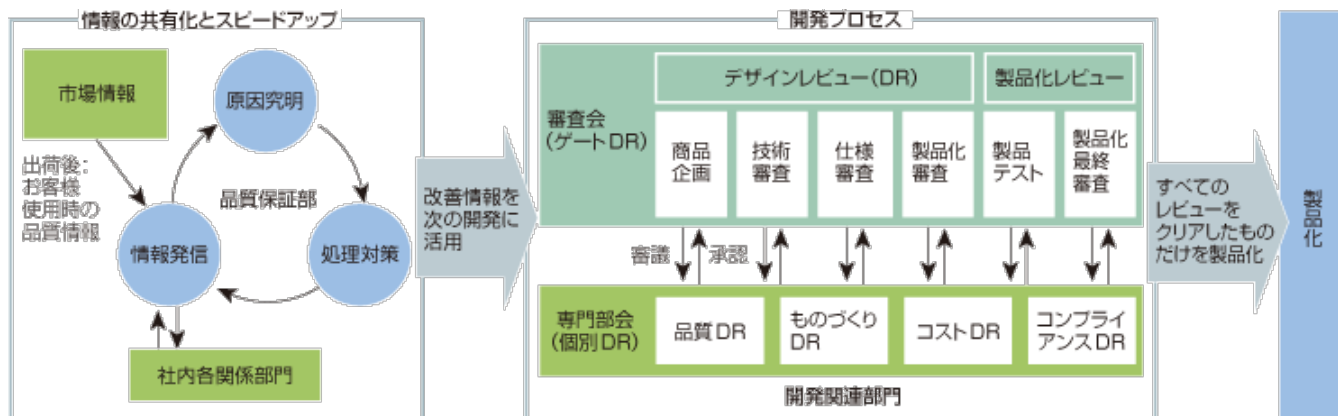 情報の共有化とスピードアップ
市場情報
原因究明
出荷後:
お客様
使用時の
品質情報
品質保証部
情報発信
処理対策
社内各関係部門
改善情報を
次の開発に
活用
開発プロセス
審査会
(ゲートDR)
デザインレビュー(DR)
製品化レビュー
商品
企画
技術
審査
仕様
審査
製品化
審査
製品
テスト
製品化
最終
審査
審議
承認
専門部会
(個別DR)
品質DR
ものづくり
DR
コストDR
コンプライ
アンスDR
開発関連部門
すべての
レビューを
クリアしたもの
だけを製品化
製品化